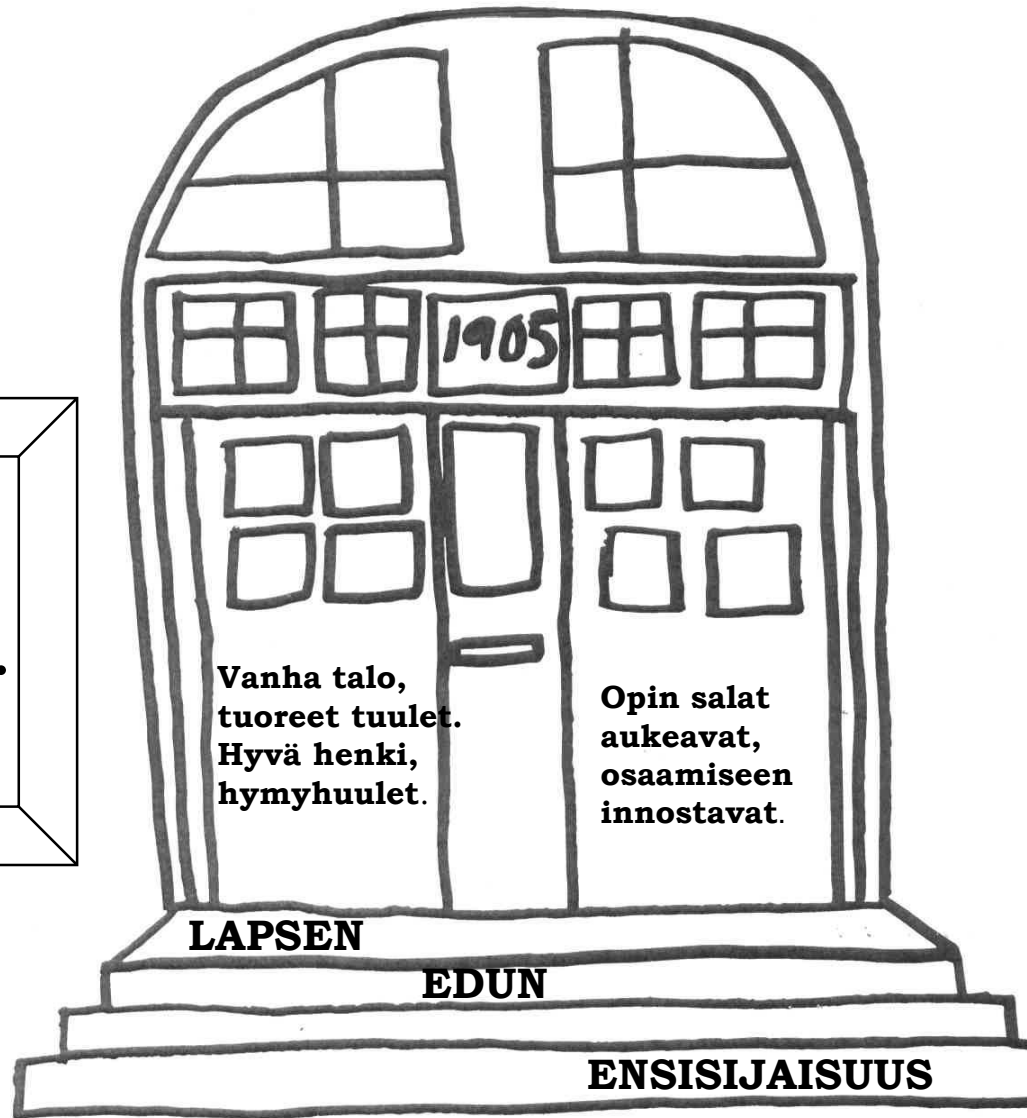 1905
Vanha talo,
tuoreet tuulet.
Hyvä henki,
hymyhuulet.
Opin salat
aukeavat,
osaamiseen
innostavat.
LAPSEN
EDUN
ENSISIJAISUUS